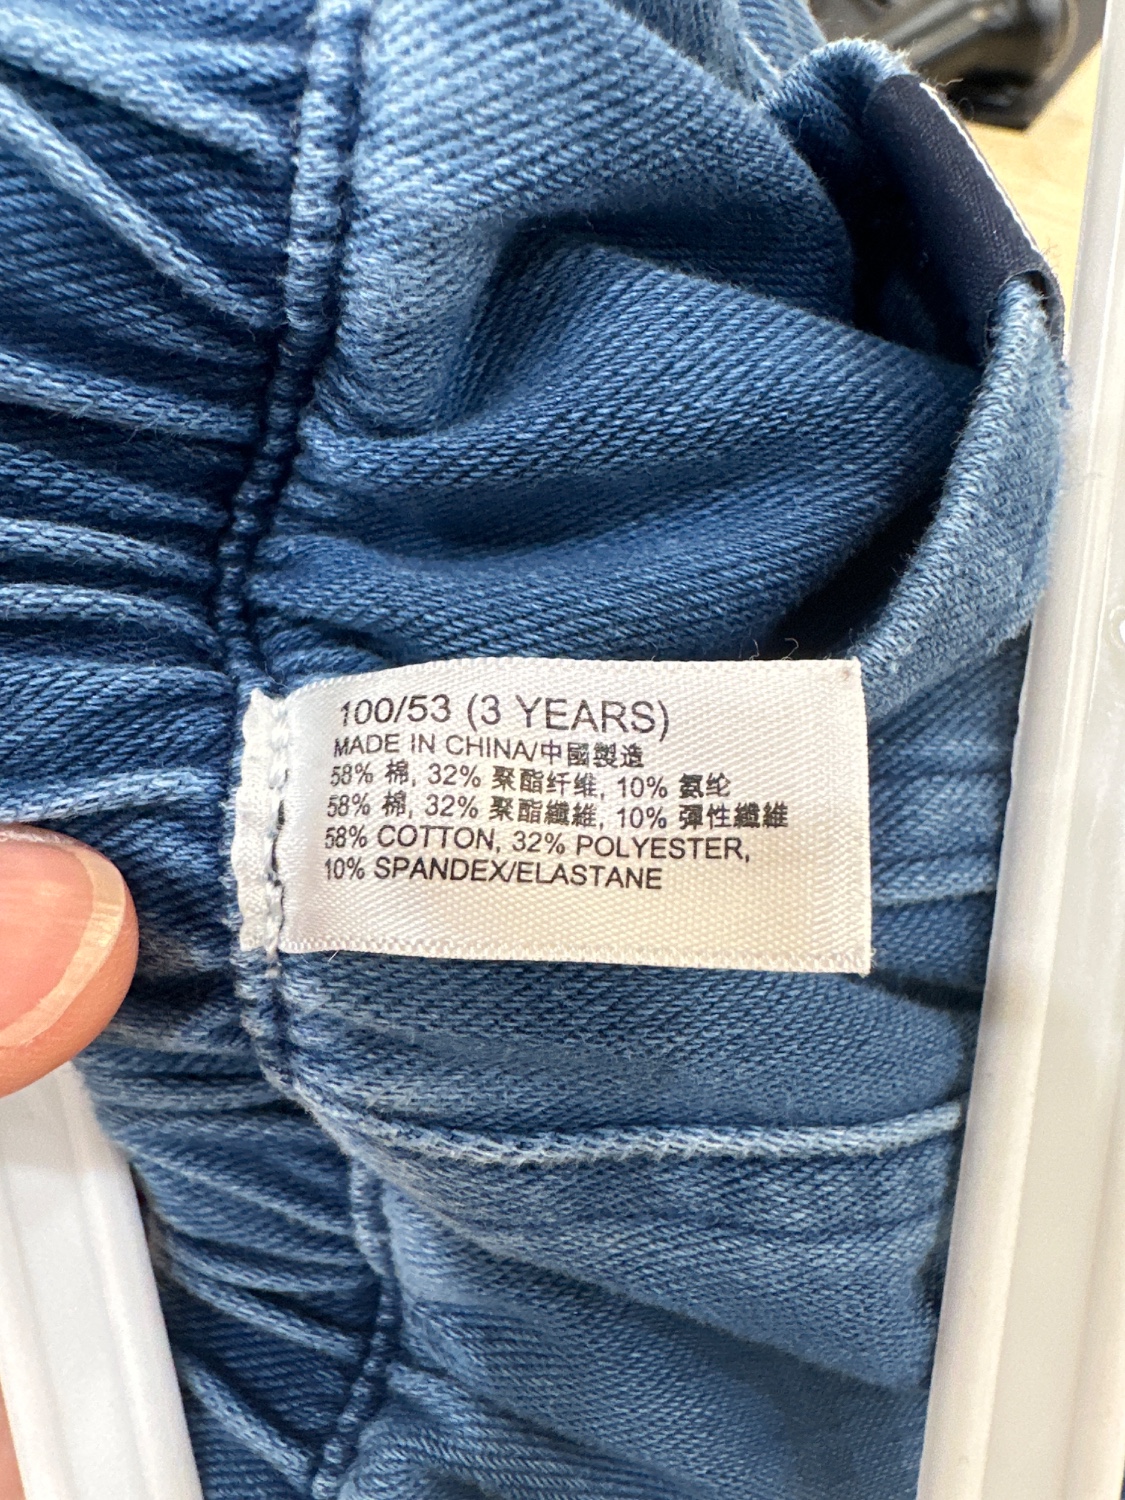 100/53 (3 YEARS)
MADE IN CHINA/中國製造
58% 棉, 32% 聚酯纤维, 10% 氨纶
58% 棉, 32% 聚酯纖維, 10% 彈性纖維
58% COTTON, 32% POLYESTER,
10% SPANDEX/ELASTANE